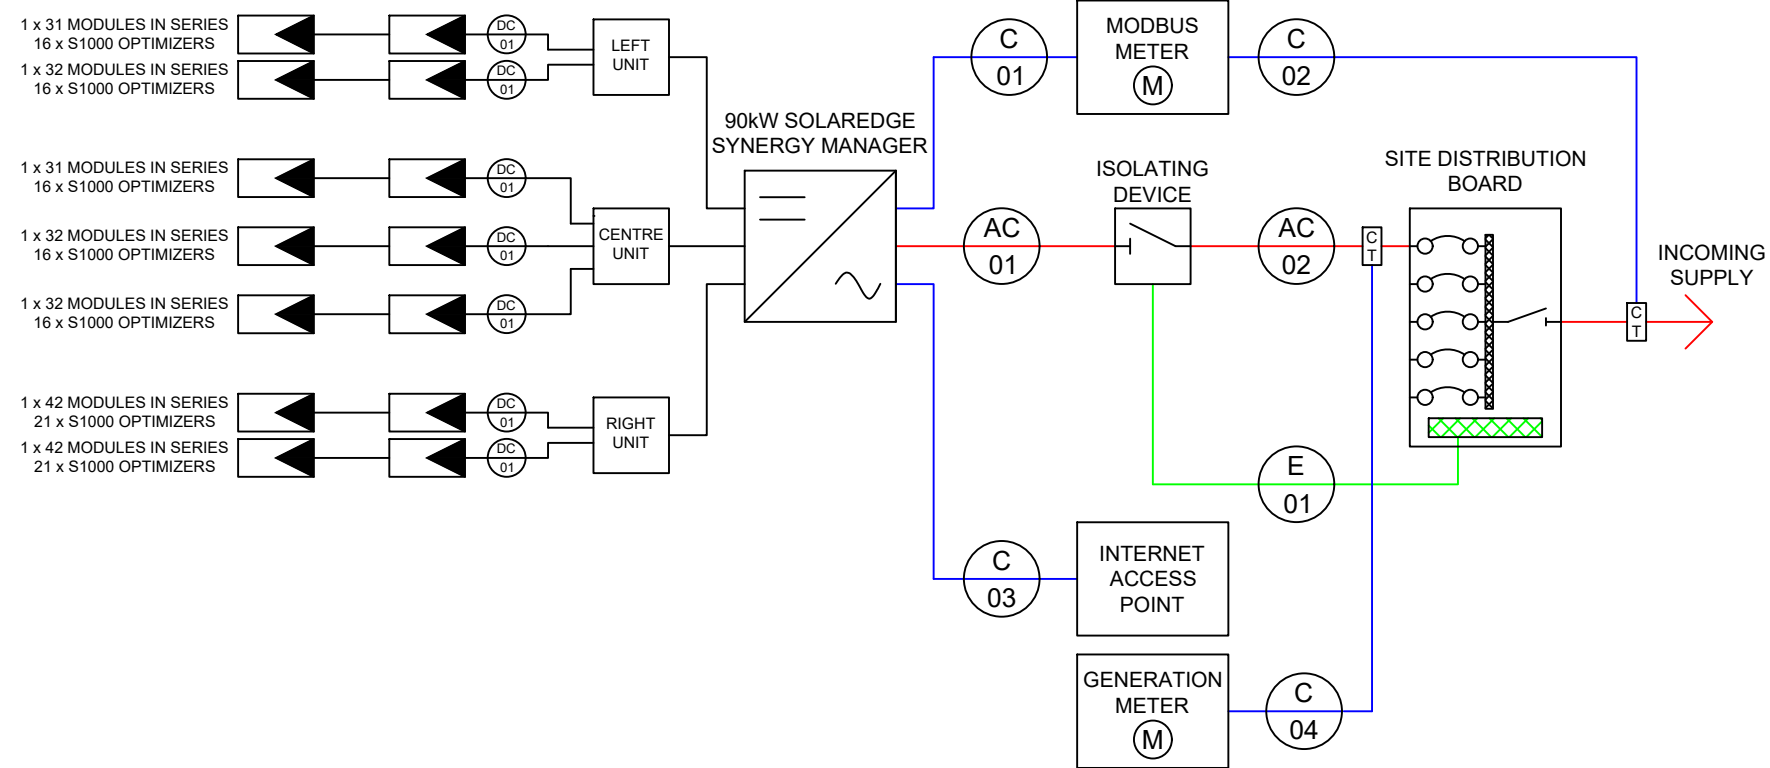 1 x 31 MODULES IN SERIES
16 x S1000 OPTIMIZERS
DC
01
1 x 32 MODULES IN SERIES
16 x S1000 OPTIMIZERS
DC
01
LEFT
UNIT
1 x 31 MODULES IN SERIES
16 x S1000 OPTIMIZERS
DC
01
1 x 32 MODULES IN SERIES
16 x S1000 OPTIMIZERS
DC
01
1 x 32 MODULES IN SERIES
16 x S1000 OPTIMIZERS
DC
01
CENTRE
UNIT
1 x 42 MODULES IN SERIES
21 x S1000 OPTIMIZERS
DC
01
1 x 42 MODULES IN SERIES
21 x S1000 OPTIMIZERS
DC
01
RIGHT
UNIT
90kW SOLAREDGE
SYNERGY MANAGER
C
01
MODBUS
METER
M
C
02
AC
01
ISOLATING
DEVICE
AC
02
C
T
SITE DISTRIBUTION
BOARD
C
T
INCOMING
SUPPLY
E
01
C
03
INTERNET
ACCESS
POINT
GENERATION
METER
M
C
04